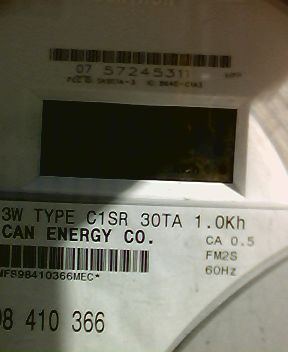 07 57245311
3W TYPE C1SR 30TA 1.0Kh
CAN ENERGY CO.
CA 0.5
FM2S
60Hz
MFS98410366MEC*
98 410 366